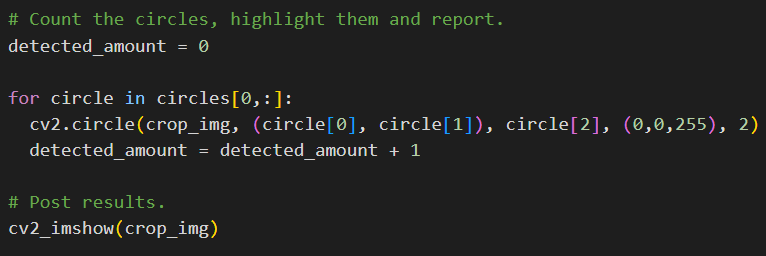 # Count the circles, highlight them and report.
detected_amount = 0
for circle in circles[0,:]:
  cv2.circle(crop_img, (circle[0], circle[1]), circle[2], (0,0,255), 2)
  detected_amount = detected_amount + 1
# Post results.
cv2_imshow(crop_img)